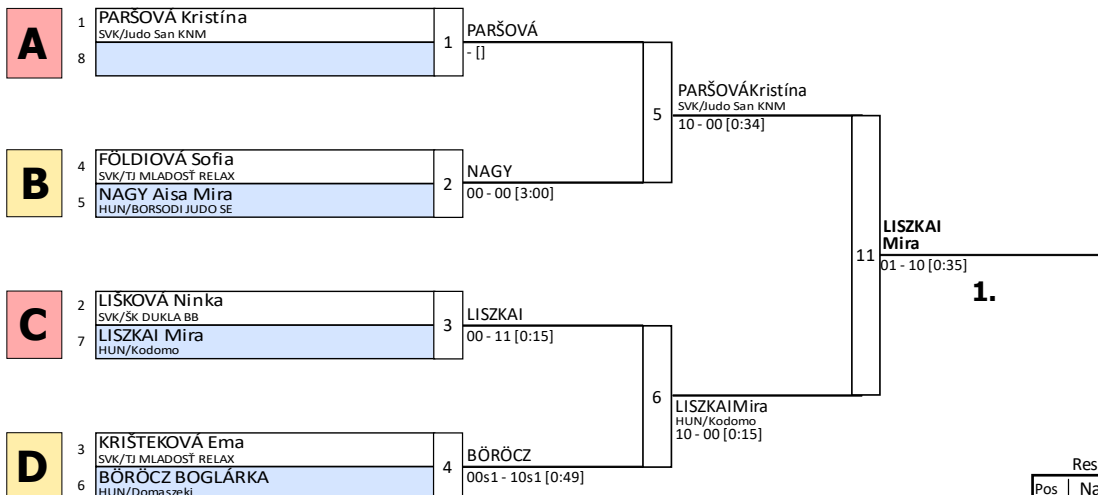 A
1 PARŠOVÁ Kristína
SVK/Judo San KNM
8
1
PARŠOVÁ
- []
B
4 FÖLDIOVÁ Sofia
SVK/TJ MLADOSŤ RELAX
5 NAGY Aisa Mira
HUN/BORSODI JUDO SE
2
NAGY
00 - 00 [3:00]
5
PARŠOVÁKristína
SVK/Judo San KNM
10 - 00 [0:34]
C
2 LIŠKOVÁ Ninka
SVK/ŠK DUKLA BB
7 LISZKAI Mira
HUN/Kodomo
3
LISZKAI
00 - 11 [0:15]
D
3 KRIŠTEKOVÁ Ema
SVK/TJ MLADOSŤ RELAX
6 BÖRÖCZ BOGLÁRKA
HUN/Domaszeki
4
BÖRÖCZ
00s1 - 10s1 [0:49]
6
LISZKAIMira
HUN/Kodomo
10 - 00 [0:15]
11
LISZKAI
Mira
01 - 10 [0:35]
1.
Res
Pos Na